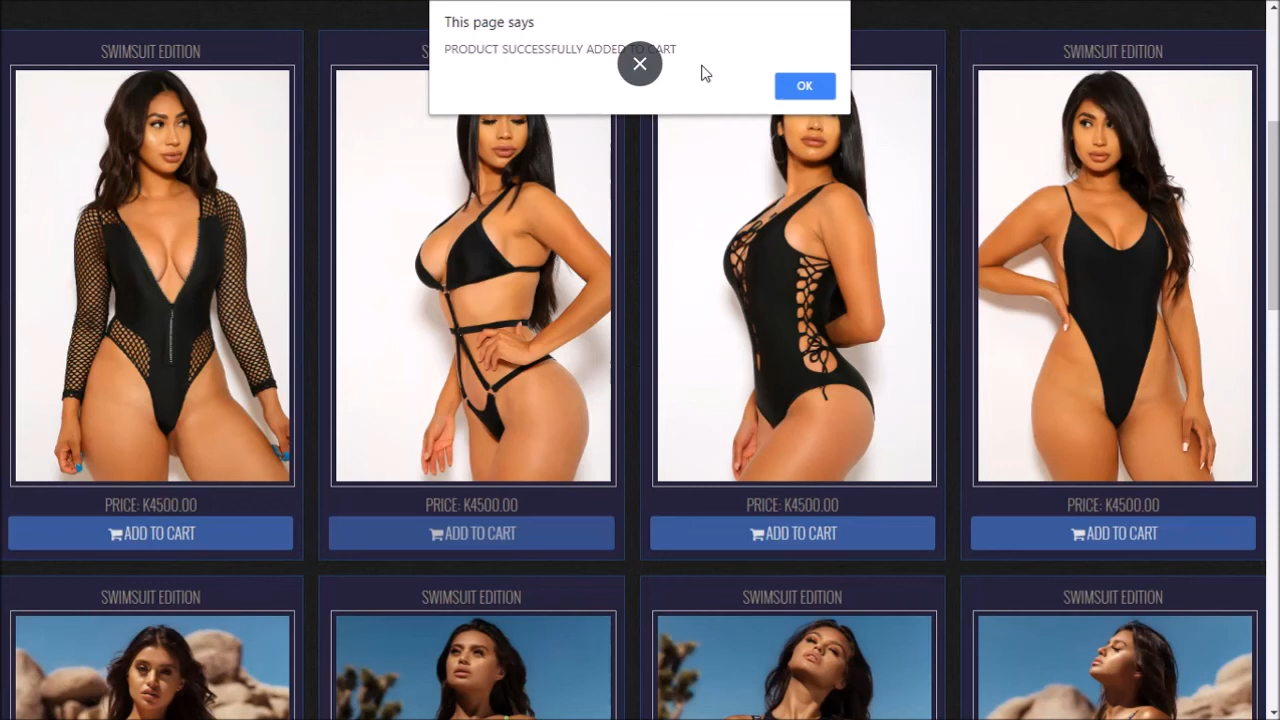 This page says
PRODUCT SUCCESSFULLY ADDED TO CART
OK
SWIMSUIT EDITION
SWIMSUIT EDITION
PRICE: K4500.00
PRICE: K4500.00
PRICE: K4500.00
PRICE: K4500.00
ADD TO CART
ADD TO CART
ADD TO CART
ADD TO CART
SWIMSUIT EDITION
SWIMSUIT EDITION
SWIMSUIT EDITION
SWIMSUIT EDITION